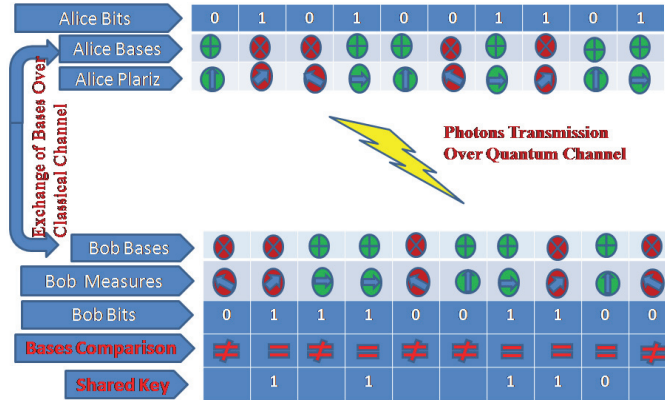 Alice Bits 0 1 0 1 0 0 1 1 0 1
Alice Bases
Alice Plariz
Exchange of Bases Over
Classical Channel
Photons Transmission
Over Quantum Channel
Bob Bases
Bob Measures
Bob Bits 0 1 1 1 0 0 1 1 0 0
Bases Comparison ≠ = ≠ = ≠ ≠ = = = ≠
Shared Key 1 1 1 1 0